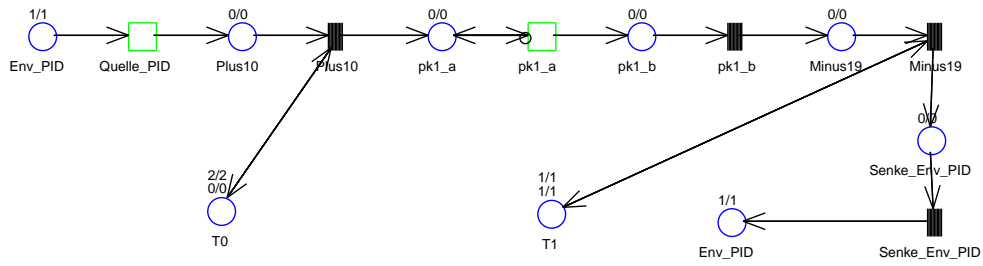 1/1
0/0
0/0
0/0
0/0
Env_PID
Quelle_PID
Plus10
Plus10
pk1_a
pk1_a
pk1_b
pk1_b
Minus19
Minus19
0/0
Senke_Env_PID
2/2
0/0
T0
1/1
1/1
T1
1/1
Env_PID
Senke_Env_PID